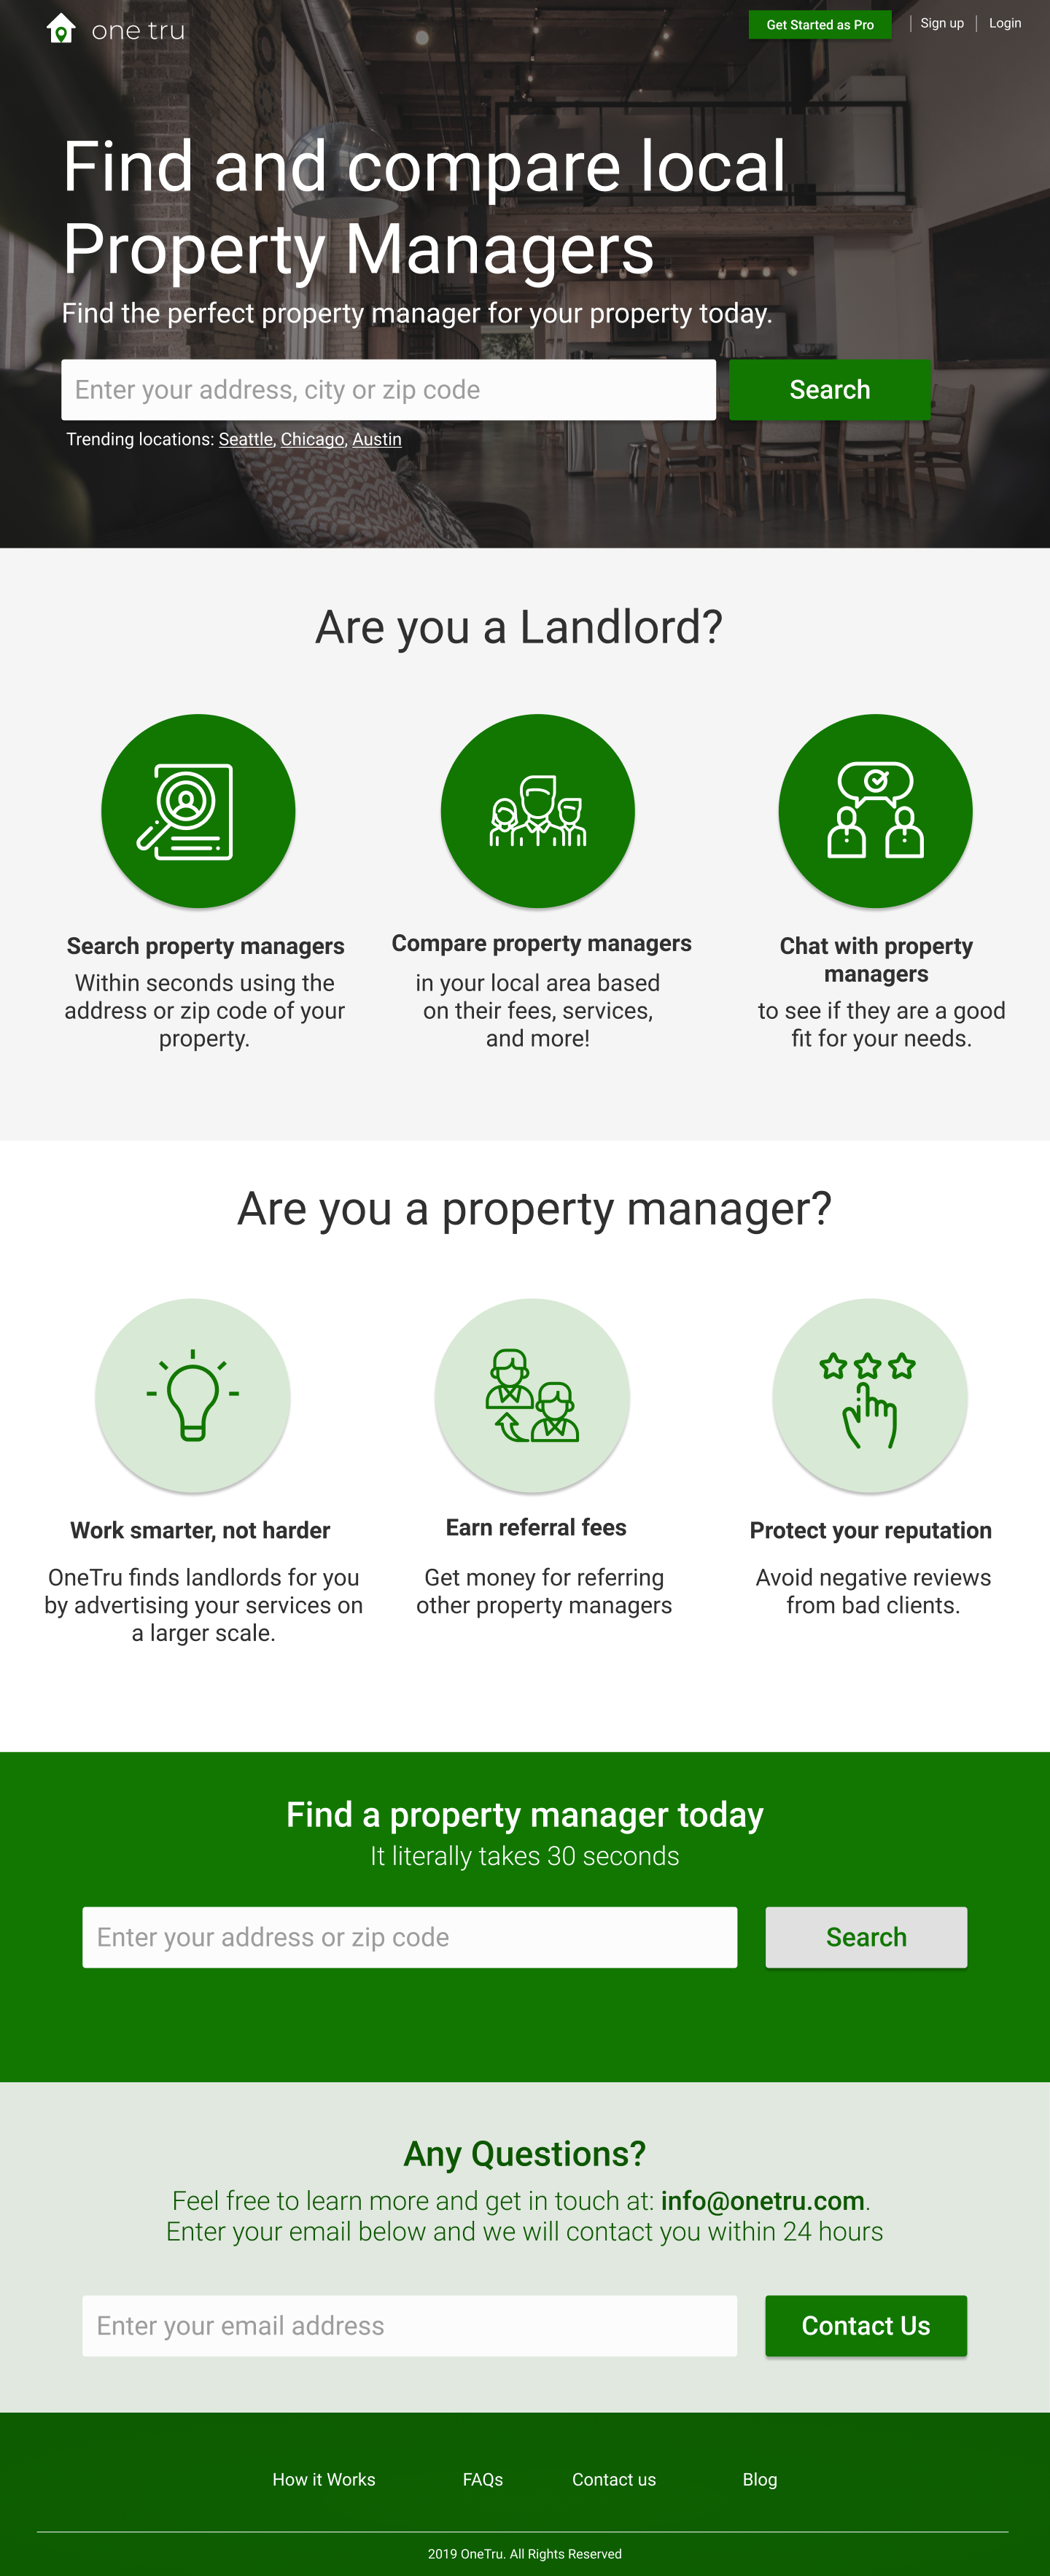 one tru
Get Started as Pro
Sign up
Login
Find and compare local
Property Managers
Find the perfect property manager for your property today.
Enter your address, city or zip code
Search
Trending locations: Seattle, Chicago, Austin
Are you a Landlord?
Search property managers
Within seconds using the
address or zip code of your
property.
Compare property managers
in your local area based
on their fees, services,
and more!
Chat with property
managers
to see if they are a good
fit for your needs.
Are you a property manager?
Work smarter, not harder
OneTru finds landlords for you
by advertising your services on
a larger scale.
Earn referral fees
Get money for referring
other property managers
Protect your reputation
Avoid negative reviews
from bad clients.
Find a property manager today
It literally takes 30 seconds
Enter your address or zip code
Search
Any Questions?
Feel free to learn more and get in touch at: info@onetru.com.
Enter your email below and we will contact you within 24 hours
Enter your email address
Contact Us
How it Works
FAQs
Contact us
Blog
2019 OneTru. All Rights Reserved